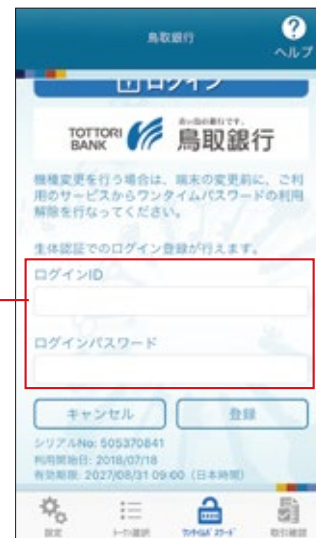 鳥取銀行
?
ヘルプ
ログイン
TOTTORI
BANK
鳥取銀行
機種変更を行う場合は、端末の変更前に、ご利
用のサービスからワンタイムパスワードの利用
解除を行なってください。
生体認証でのログイン登録が行えます。
ログインID
ログインパスワード
キャンセル
登録
シリアルNo: 505370841
利用開始日: 2018/07/18
有効期限: 2027/08/31 09:00 (日本時間)
設定
トークン選択
ワンタイムパスワード
取引確認